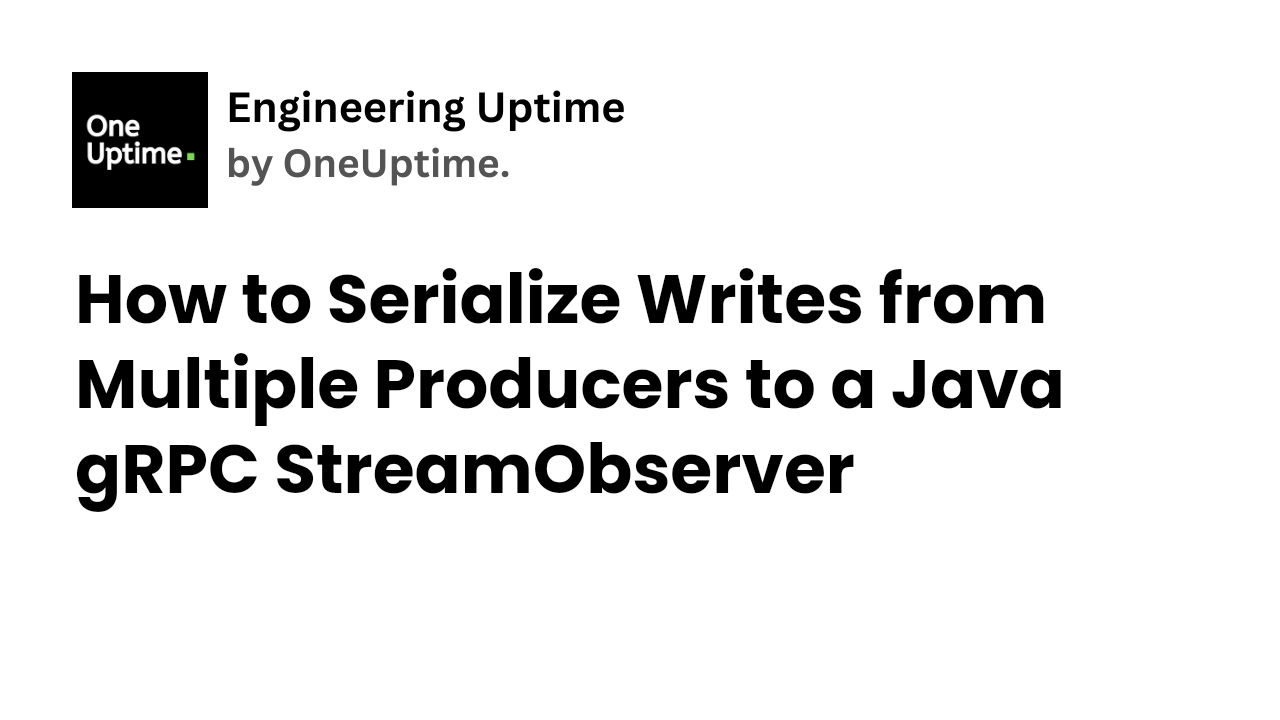 One
Uptime.
Engineering Uptime
by OneUptime.
How to Serialize Writes from
Multiple Producers to a Java
gRPC StreamObserver